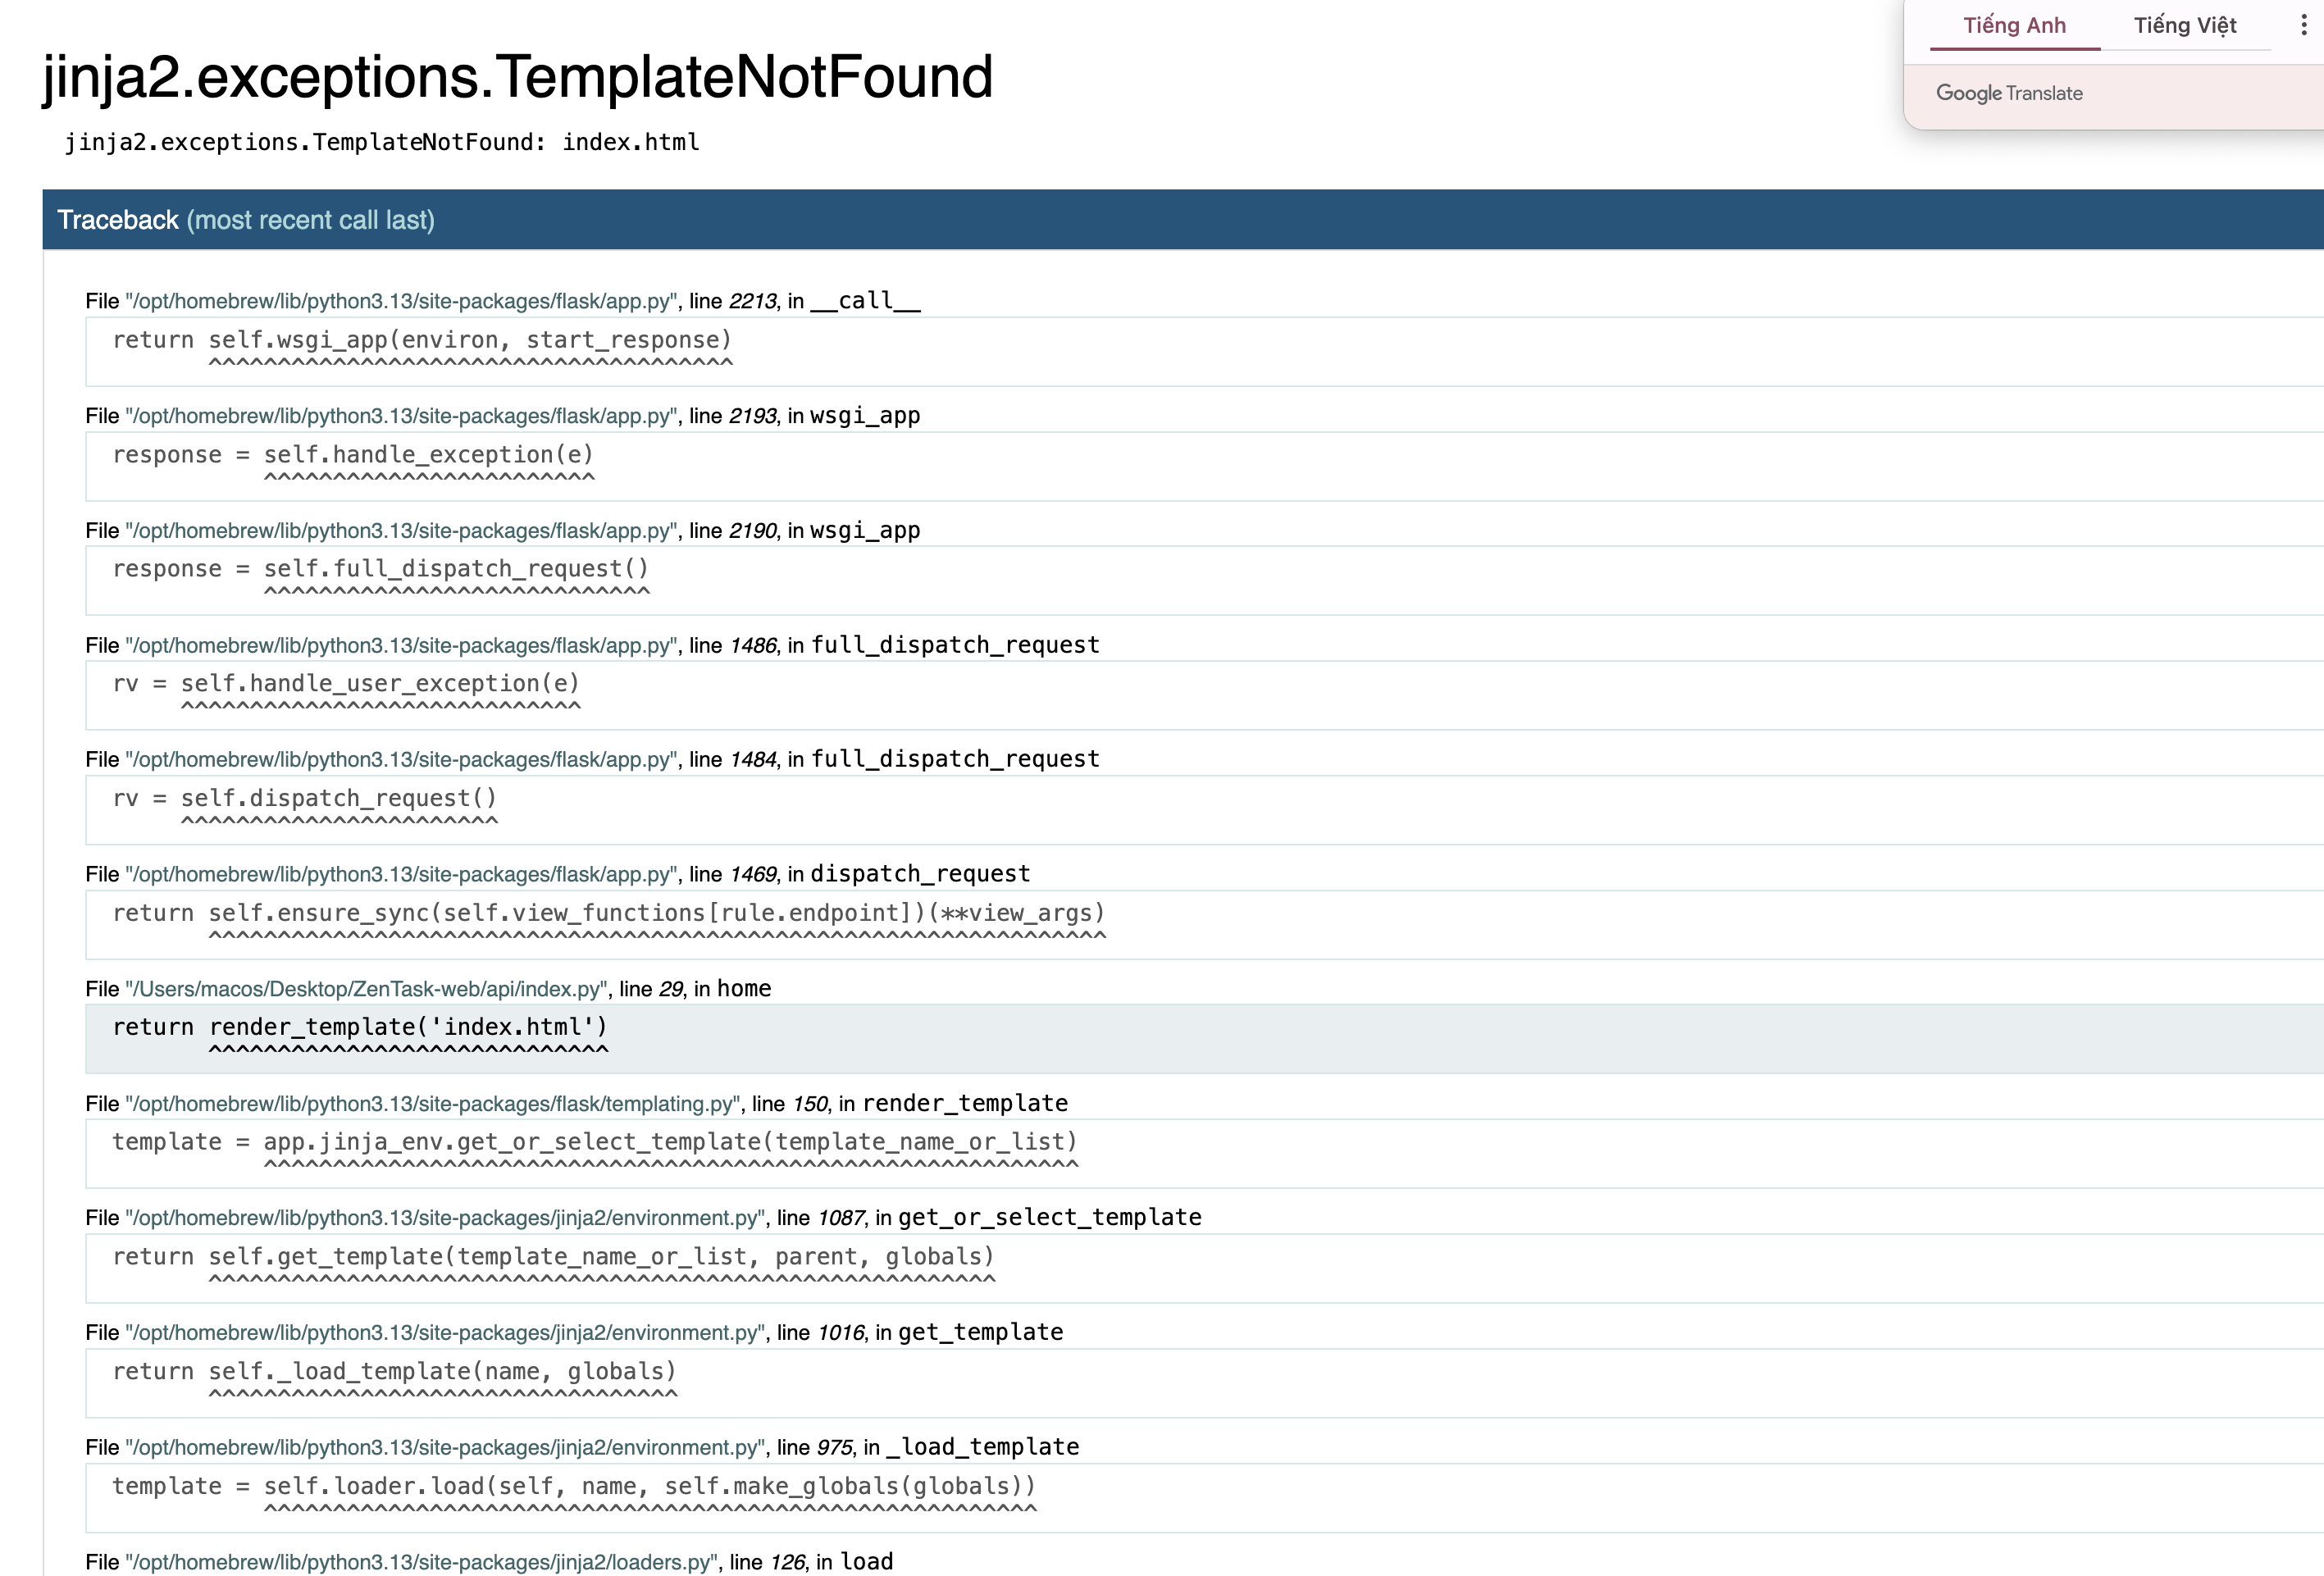 Tiếng Anh
Tiếng Việt
Google Translate
jinja2.exceptions.TemplateNotFound
jinja2.exceptions.TemplateNotFound: index.html
Traceback (most recent call last)
File "/opt/homebrew/lib/python3.13/site-packages/flask/app.py", line 2213, in __call__
return self.wsgi_app(environ, start_response)
^^^^^^^^^^^^^^^^^^^^^^^^^^^^^^^^^^^^^^
File "/opt/homebrew/lib/python3.13/site-packages/flask/app.py", line 2193, in wsgi_app
response = self.handle_exception(e)
^^^^^^^^^^^^^^^^^^^^^^^^
File "/opt/homebrew/lib/python3.13/site-packages/flask/app.py", line 2190, in wsgi_app
response = self.full_dispatch_request()
^^^^^^^^^^^^^^^^^^^^^^^^^^^^
File "/opt/homebrew/lib/python3.13/site-packages/flask/app.py", line 1486, in full_dispatch_request
rv = self.handle_user_exception(e)
^^^^^^^^^^^^^^^^^^^^^^^^^^^^^
File "/opt/homebrew/lib/python3.13/site-packages/flask/app.py", line 1484, in full_dispatch_request
rv = self.dispatch_request()
^^^^^^^^^^^^^^^^^^^^^^^
File "/opt/homebrew/lib/python3.13/site-packages/flask/app.py", line 1469, in dispatch_request
return self.ensure_sync(self.view_functions[rule.endpoint])(**view_args)
^^^^^^^^^^^^^^^^^^^^^^^^^^^^^^^^^^^^^^^^^^^^^^^^^^^^^^^^^^^^^^^^^
File "/Users/macos/Desktop/ZenTask-web/api/index.py", line 29, in home
return render_template('index.html')
^^^^^^^^^^^^^^^^^^^^^^^^^^^^^
File "/opt/homebrew/lib/python3.13/site-packages/flask/templating.py", line 150, in render_template
template = app.jinja_env.get_or_select_template(template_name_or_list)
^^^^^^^^^^^^^^^^^^^^^^^^^^^^^^^^^^^^^^^^^^^^^^^^^^^^^^^^^^^
File "/opt/homebrew/lib/python3.13/site-packages/jinja2/environment.py", line 1087, in get_or_select_template
return self.get_template(template_name_or_list, parent, globals)
^^^^^^^^^^^^^^^^^^^^^^^^^^^^^^^^^^^^^^^^^^^^^^^^^^^^^^^^^
File "/opt/homebrew/lib/python3.13/site-packages/jinja2/environment.py", line 1016, in get_template
return self._load_template(name, globals)
^^^^^^^^^^^^^^^^^^^^^^^^^^^^^^^^^^
File "/opt/homebrew/lib/python3.13/site-packages/jinja2/environment.py", line 975, in _load_template
template = self.loader.load(self, name, self.make_globals(globals))
^^^^^^^^^^^^^^^^^^^^^^^^^^^^^^^^^^^^^^^^^^^^^^^^^^^^^^^^
File "/opt/homebrew/lib/python3.13/site-packages/jinja2/loaders.py", line 126, in load